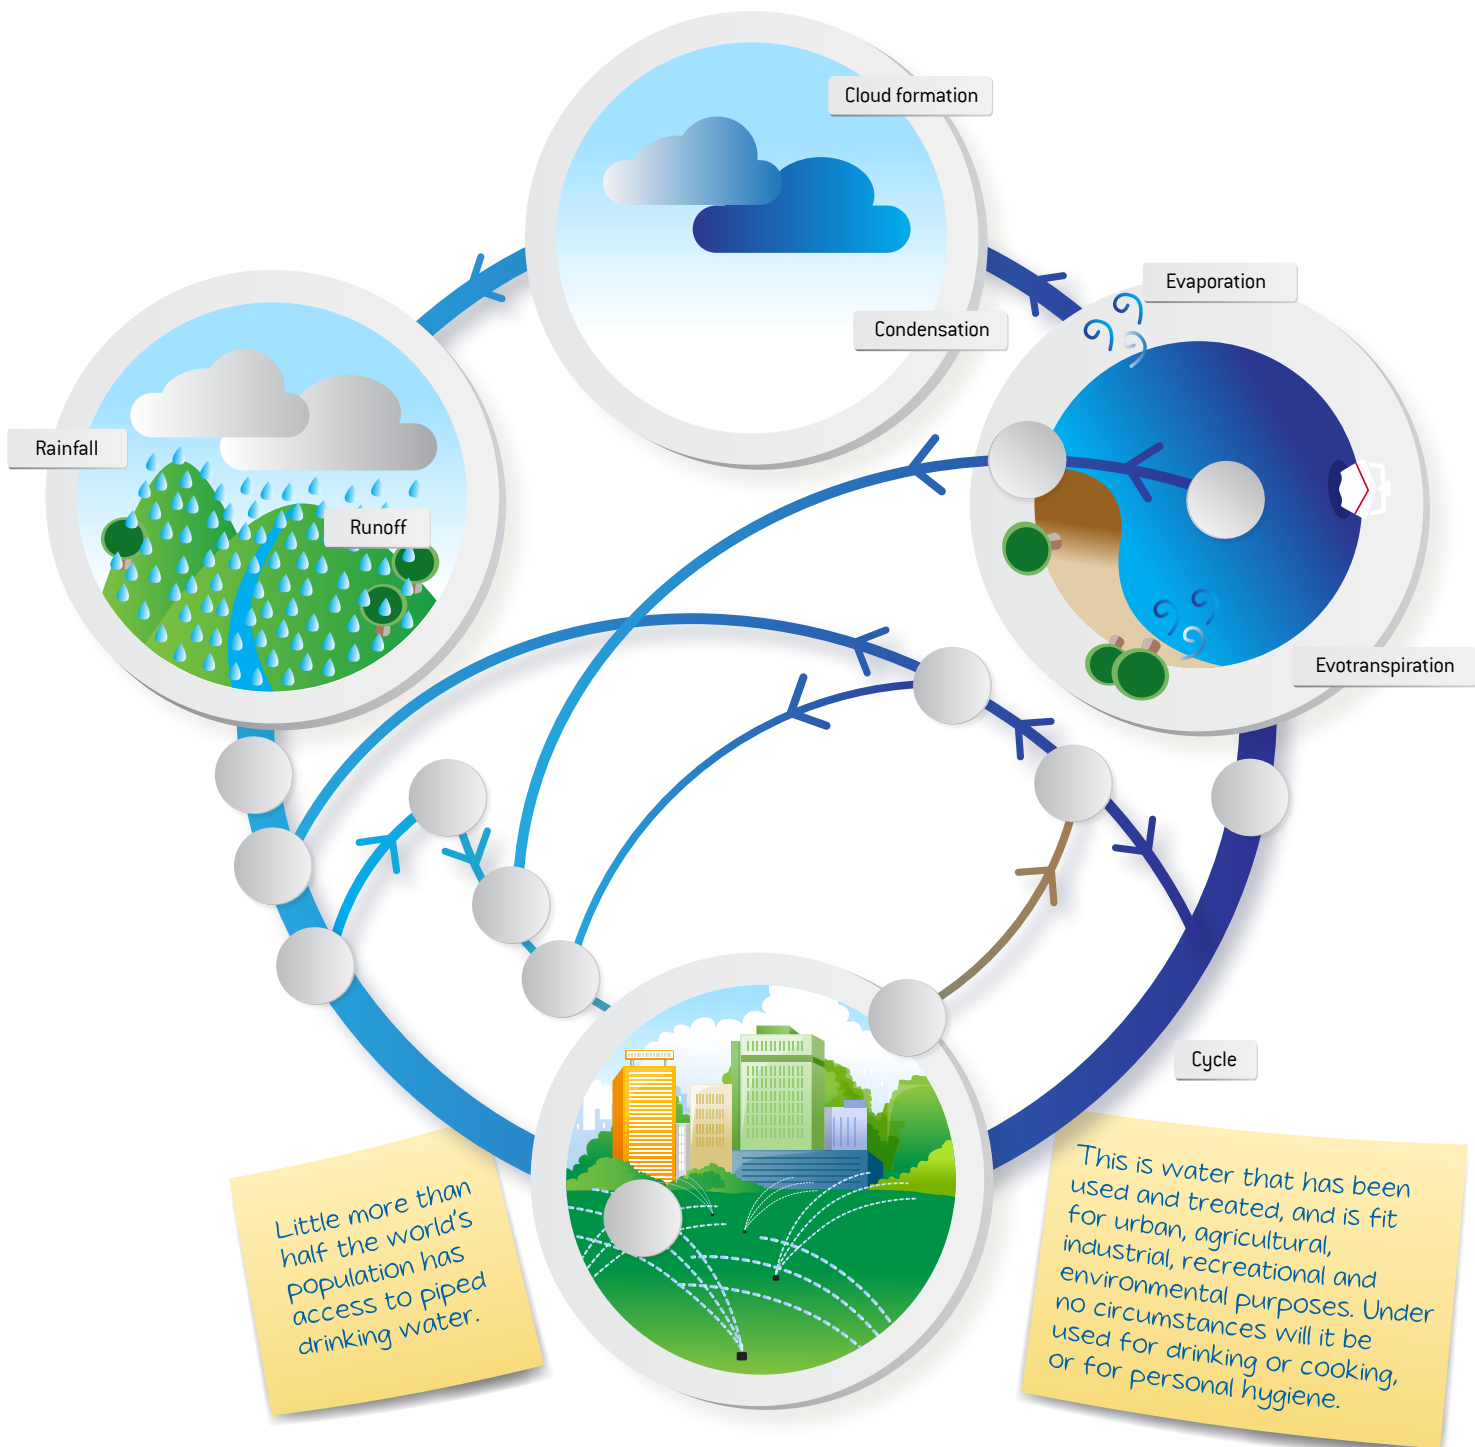 Cloud formation
Evaporation
Condensation
Rainfall
Runoff
Evotranspiration
Cycle
Little more than
half the world's
population has
access to piped
drinking water.
This is water that has been
used and treated, and is fit
for urban, agricultural,
industrial, recreational and
environmental purposes. Under
no circumstances will it be
used for drinking or cooking,
or for personal hygiene.